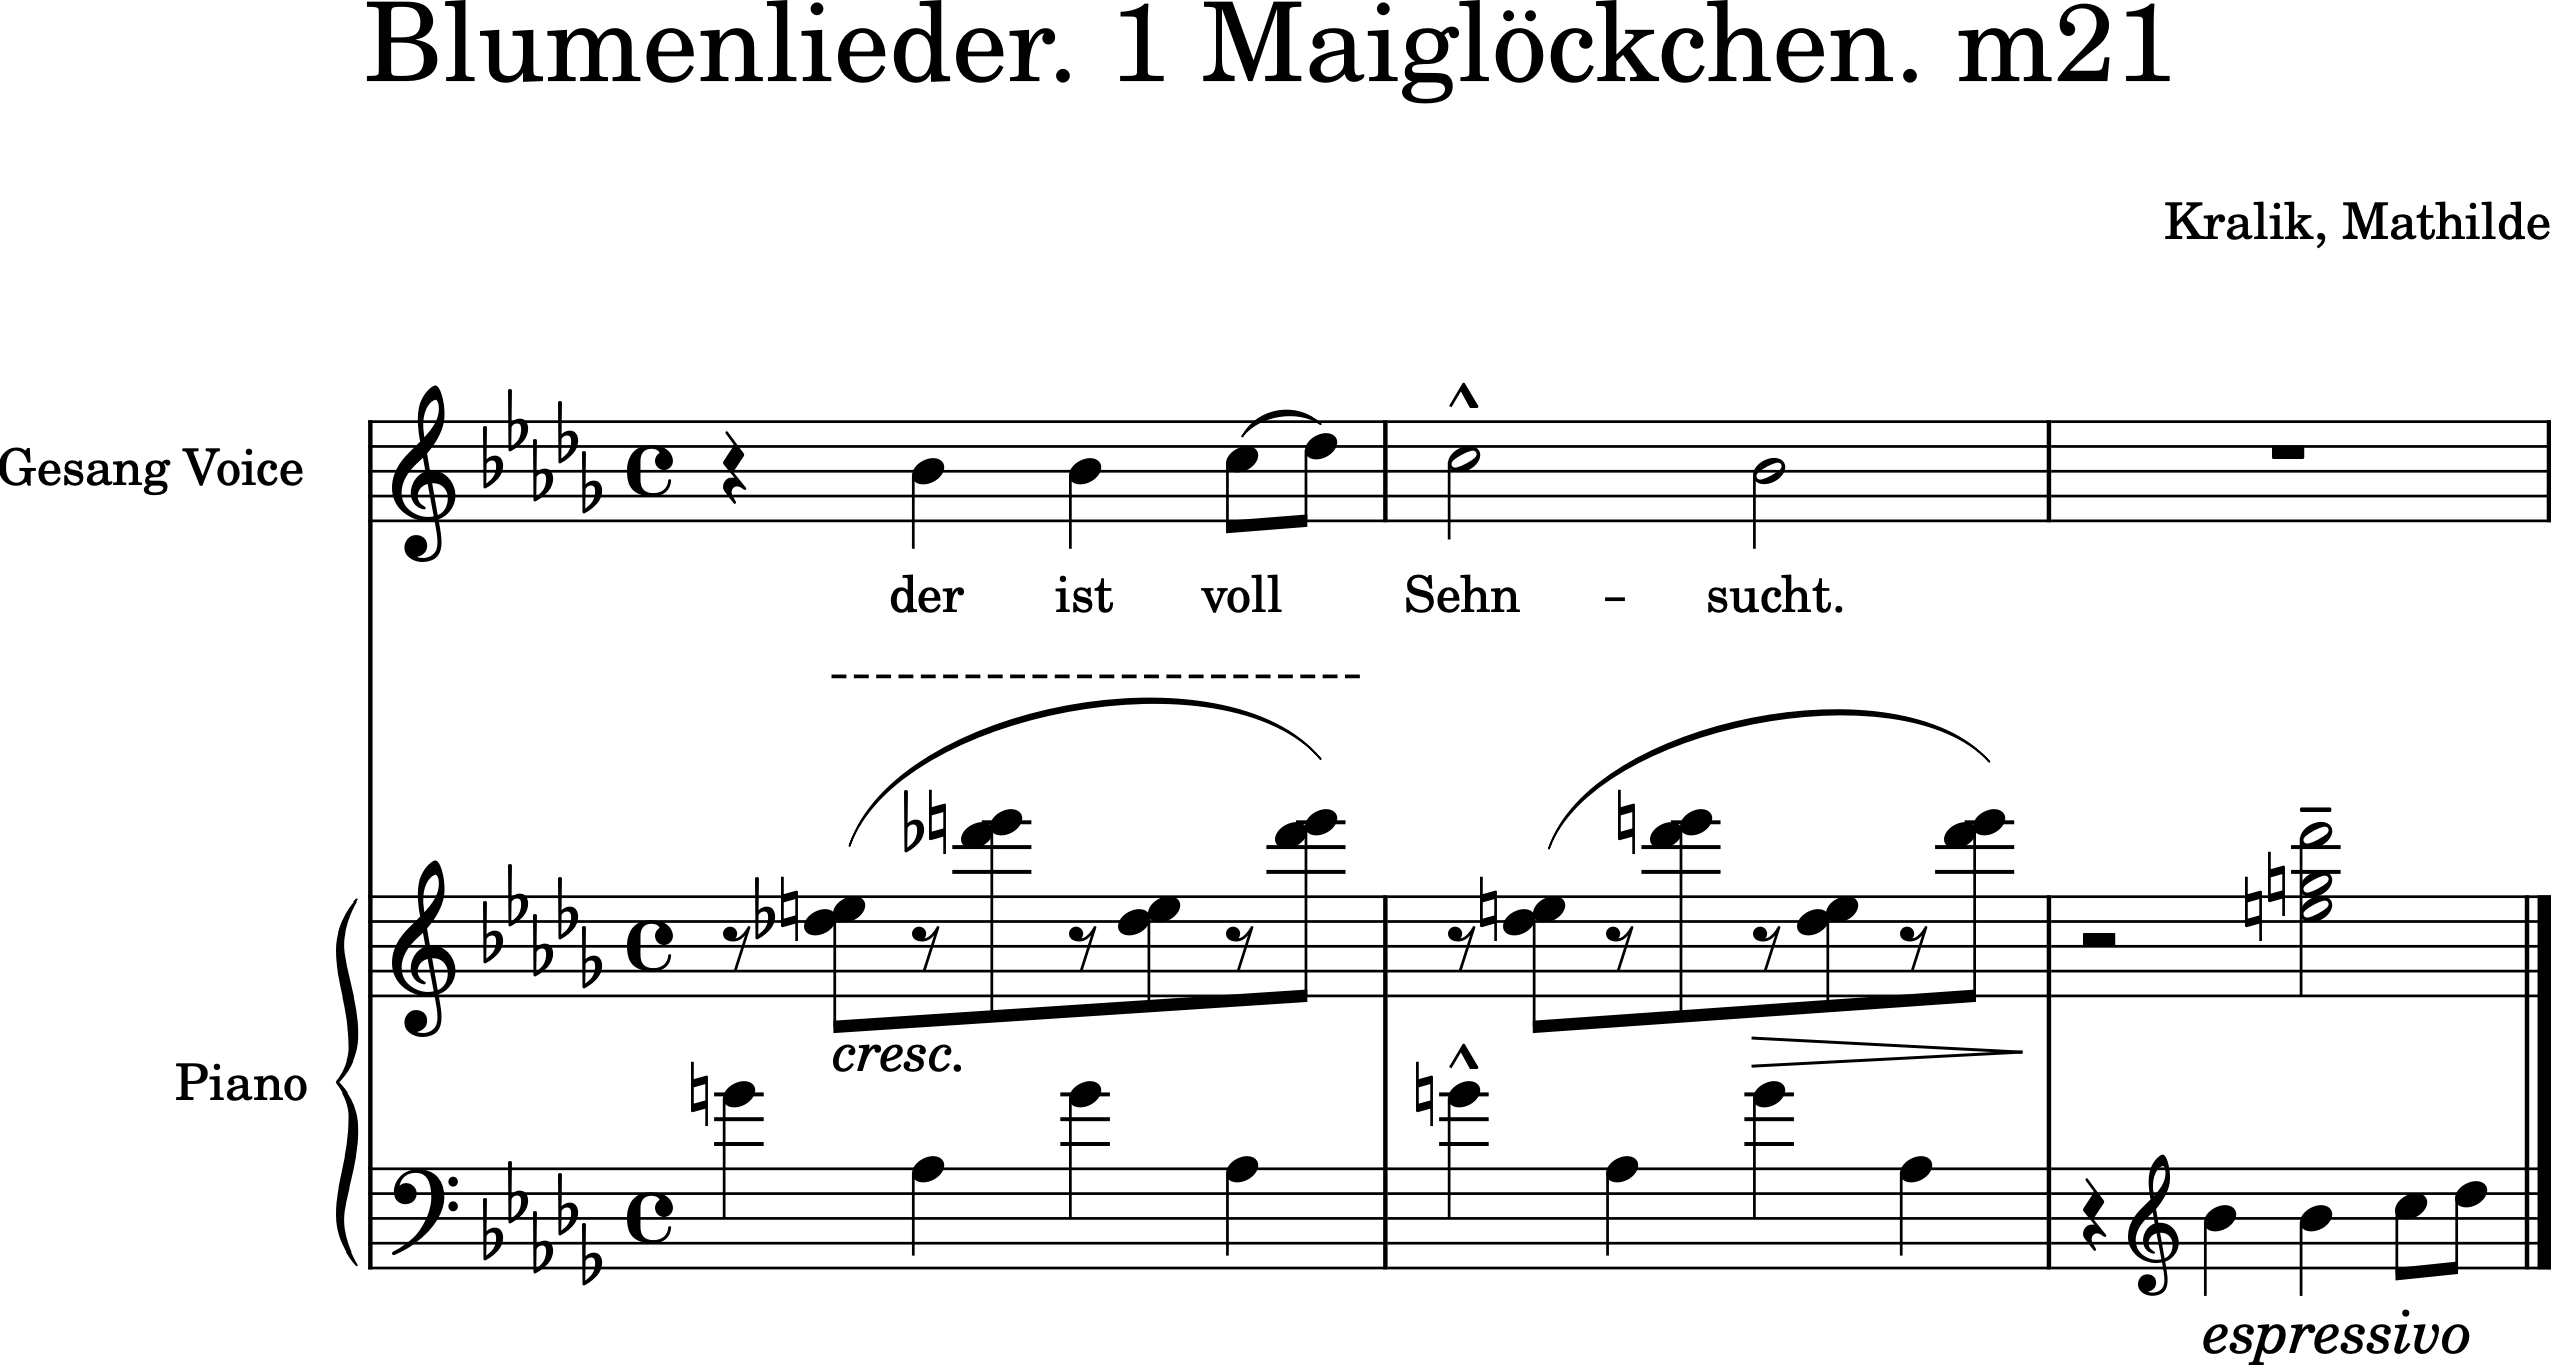 Blumenlieder. 1 Maiglöckchen. m21
Kralik, Mathilde
Gesang Voice
der ist voll Sehn - sucht.
Piano
cresc.
espressivo